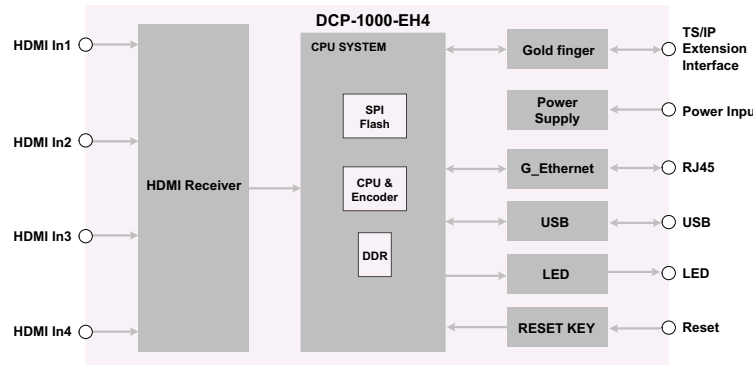 DCP-1000-EH4
HDMI In1
HDMI In2
HDMI In3
HDMI In4
HDMI Receiver
CPU SYSTEM
SPI
Flash
CPU &
Encoder
DDR
Gold finger
Power
Supply
G_Ethernet
USB
LED
RESET KEY
TS/IP
Extension
Interface
Power Inpu
RJ45
USB
LED
Reset